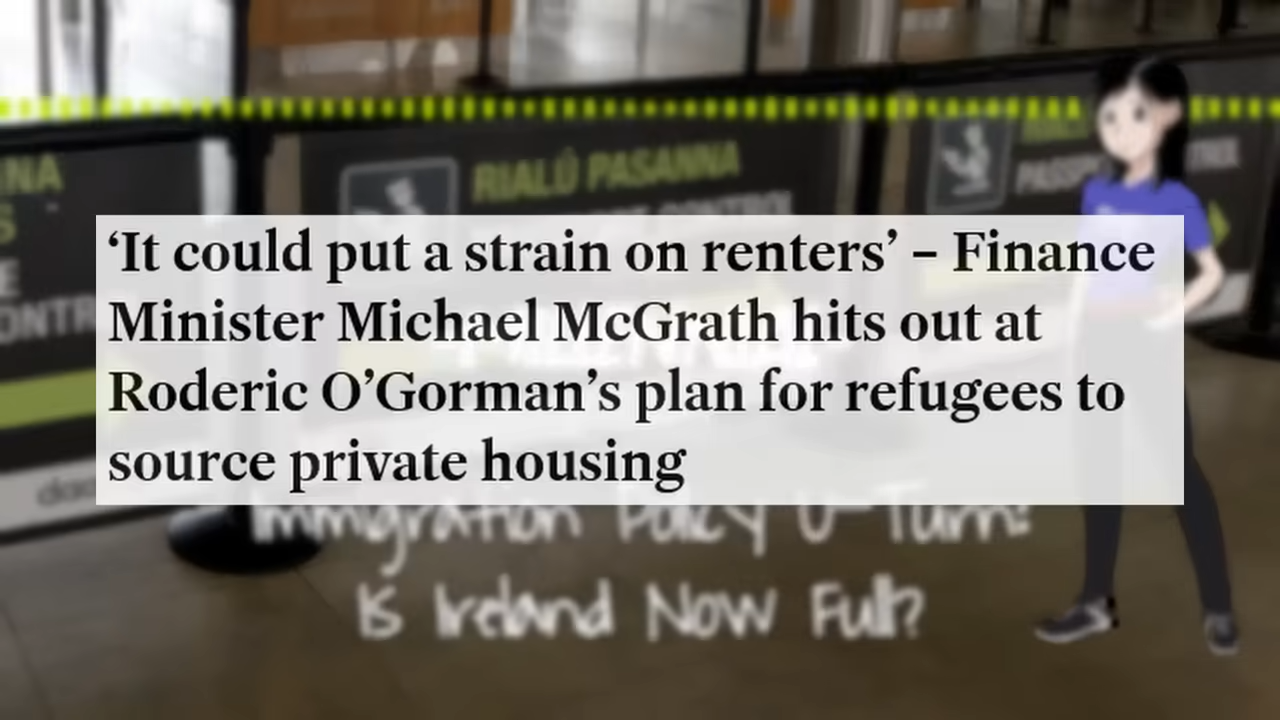 NA
S
RIALÚ PASANNA
‘It could put a strain on renters’ – Finance
Minister Michael McGrath hits out at
Roderic O’Gorman’s plan for refugees to
source private housing
Immigration Policy U-Turn:
Is Ireland Now Full?